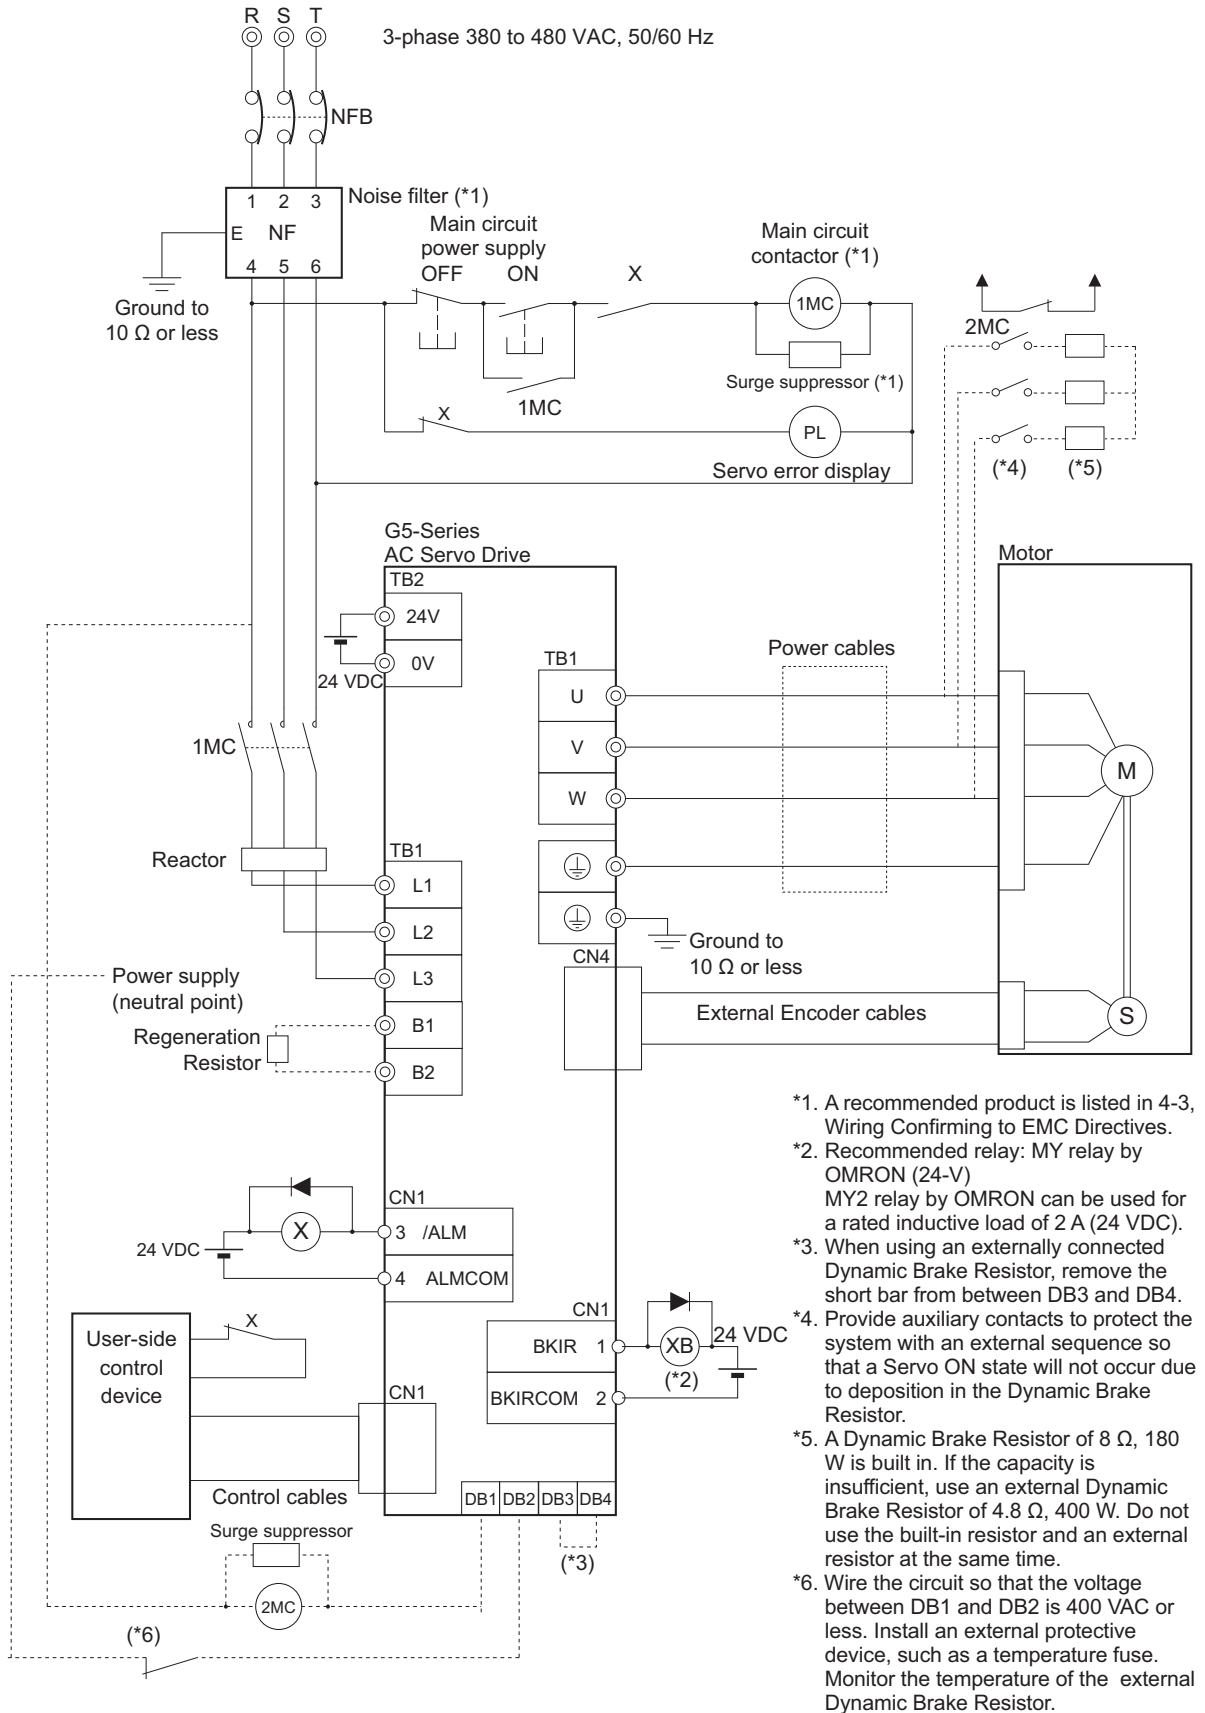 R S T
3-phase 380 to 480 VAC, 50/60 Hz
NFB
1 2 3
Noise filter (*1)
E NF
4 5 6
Ground to
10 Ω or less
Main circuit
power supply
OFF ON X
Main circuit
contactor (*1)
1MC
Surge suppressor (*1)
1MC
X
PL
Servo error display
2MC
(*4) (*5)
G5-Series
AC Servo Drive
TB2
24V
0V
24 VDC
TB1
U
V
W
Power cables
Motor
M
1MC
Reactor
TB1
L1
L2
L3
B1
B2
Power supply
(neutral point)
Regeneration
Resistor
Ground to
10 Ω or less
CN4
External Encoder cables
S
CN1
X
3 /ALM
24 VDC
4 ALMCOM
User-side
control
device
X
CN1
Control cables
CN1
BKIR 1
BKIRCOM 2
XB
24 VDC
(*2)
DB1 DB2 DB3 DB4
(*3)
Surge suppressor
2MC
(*6)
*1. A recommended product is listed in 4-3,
Wiring Confirming to EMC Directives.
*2. Recommended relay: MY relay by
OMRON (24-V)
MY2 relay by OMRON can be used for
a rated inductive load of 2 A (24 VDC).
*3. When using an externally connected
Dynamic Brake Resistor, remove the
short bar from between DB3 and DB4.
*4. Provide auxiliary contacts to protect the
system with an external sequence so
that a Servo ON state will not occur due
to deposition in the Dynamic Brake
Resistor.
*5. A Dynamic Brake Resistor of 8 Ω, 180
W is built in. If the capacity is
insufficient, use an external Dynamic
Brake Resistor of 4.8 Ω, 400 W. Do not
use the built-in resistor and an external
resistor at the same time.
*6. Wire the circuit so that the voltage
between DB1 and DB2 is 400 VAC or
less. Install an external protective
device, such as a temperature fuse.
Monitor the temperature of the external
Dynamic Brake Resistor.